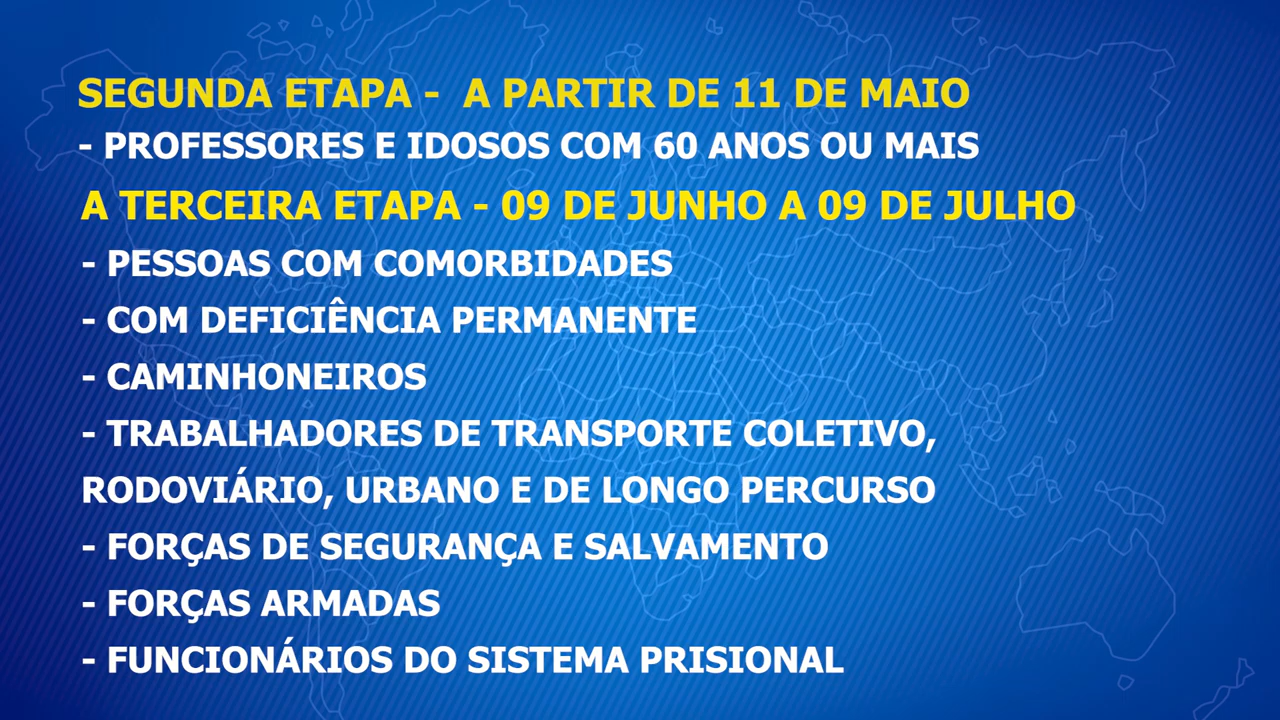 SEGUNDA ETAPA -  A PARTIR DE 11 DE MAIO
- PROFESSORES E IDOSOS COM 60 ANOS OU MAIS
A TERCEIRA ETAPA - 09 DE JUNHO A 09 DE JULHO
- PESSOAS COM COMORBIDADES
- COM DEFICIÊNCIA PERMANENTE
- CAMINHONEIROS
- TRABALHADORES DE TRANSPORTE COLETIVO,
RODOVIÁRIO, URBANO E DE LONGO PERCURSO
- FORÇAS DE SEGURANÇA E SALVAMENTO
- FORÇAS ARMADAS
- FUNCIONÁRIOS DO SISTEMA PRISIONAL